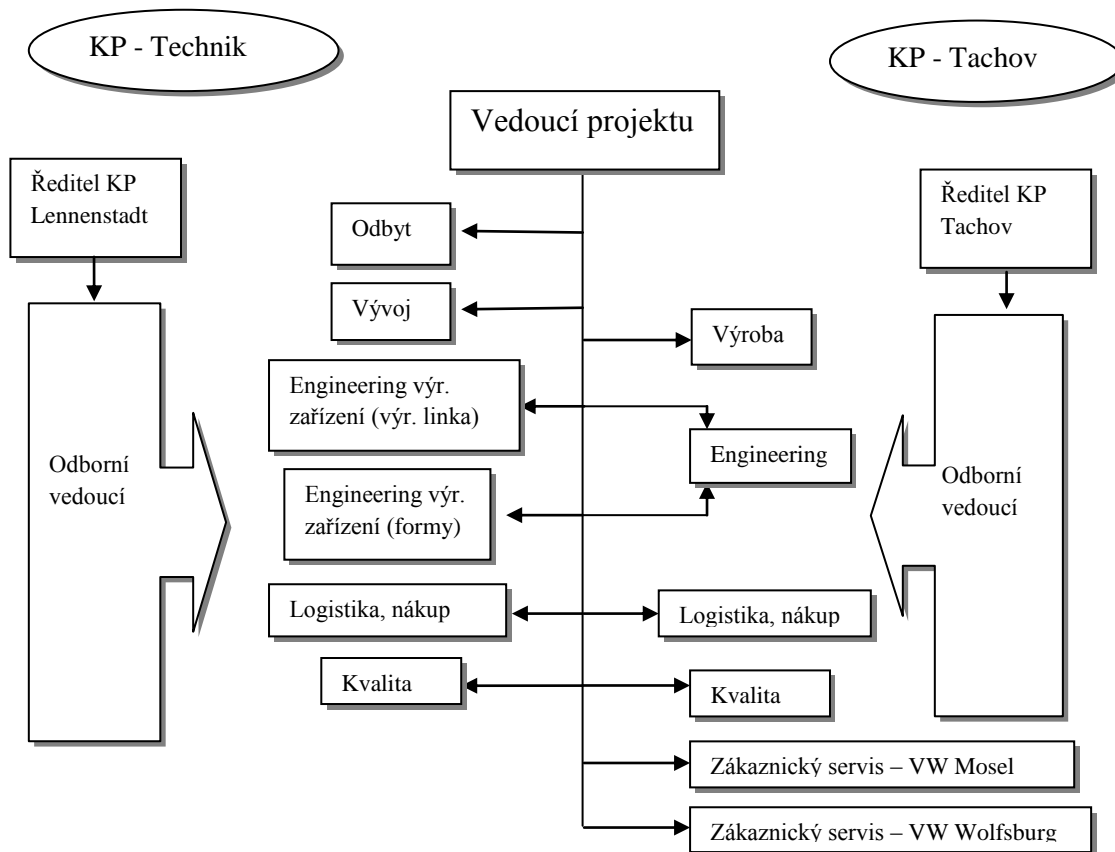 KP - Technik
KP - Tachov
Vedoucí projektu
Ředitel KP
Lennenstadt
Ředitel KP
Tachov
Odbyt
Vývoj
Výroba
Engineering výr.
zařízení (výr. linka)
Engineering
Odborní
vedoucí
Odborní
vedoucí
Engineering výr.
zařízení (formy)
Logistika, nákup
Logistika, nákup
Kvalita
Kvalita
Zákaznický servis – VW Mosel
Zákaznický servis – VW Wolfsburg